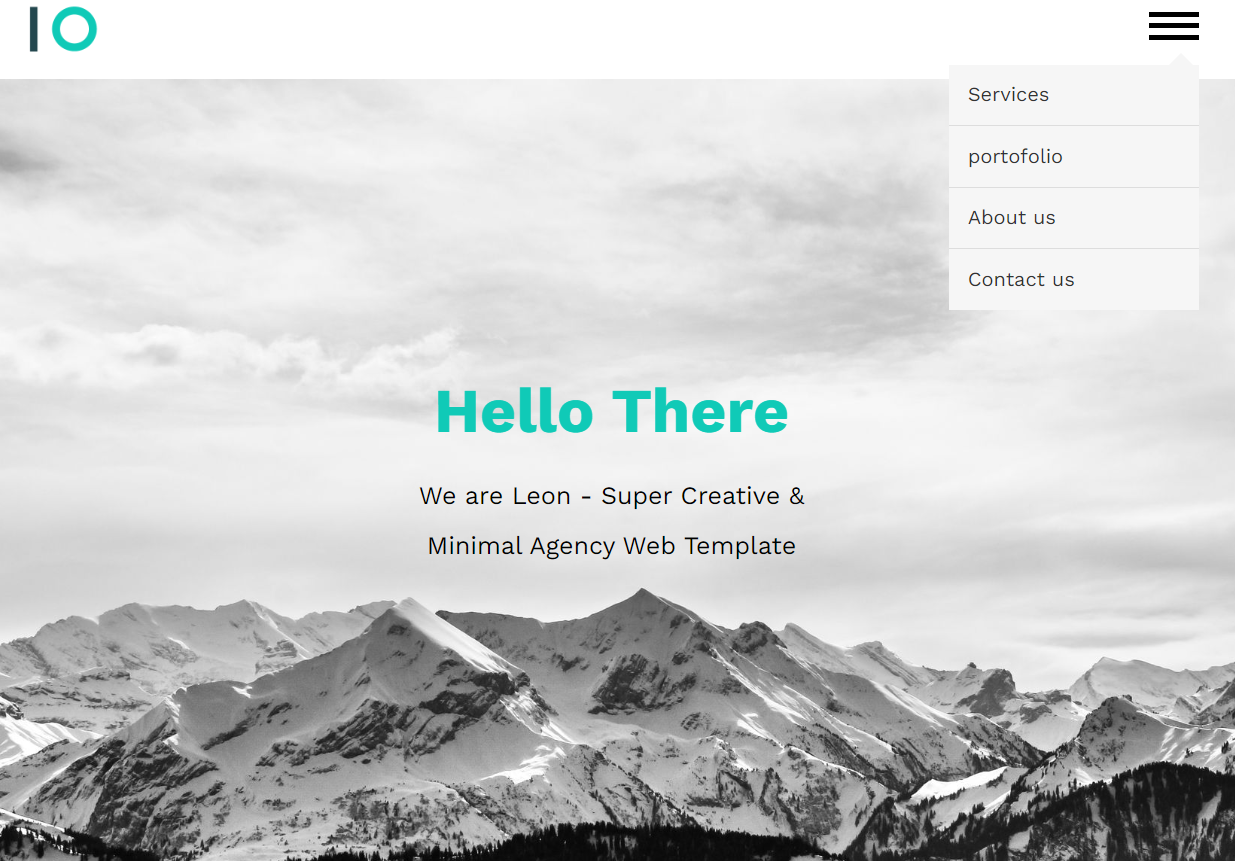 IO
Services
portofolio
About us
Contact us
Hello There
We are Leon - Super Creative &
Minimal Agency Web Template